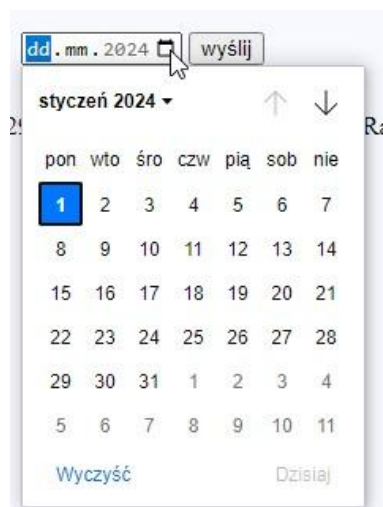 dd.mm.2024 wyślij
styczeń 2024
pon wto śro czw pią sob nie
1 2 3 4 5 6 7
8 9 10 11 12 13 14
15 16 17 18 19 20 21
22 23 24 25 26 27 28
29 30 31 1 2 3 4
5 6 7 8 9 10 11
Wyczyść Dzisiaj